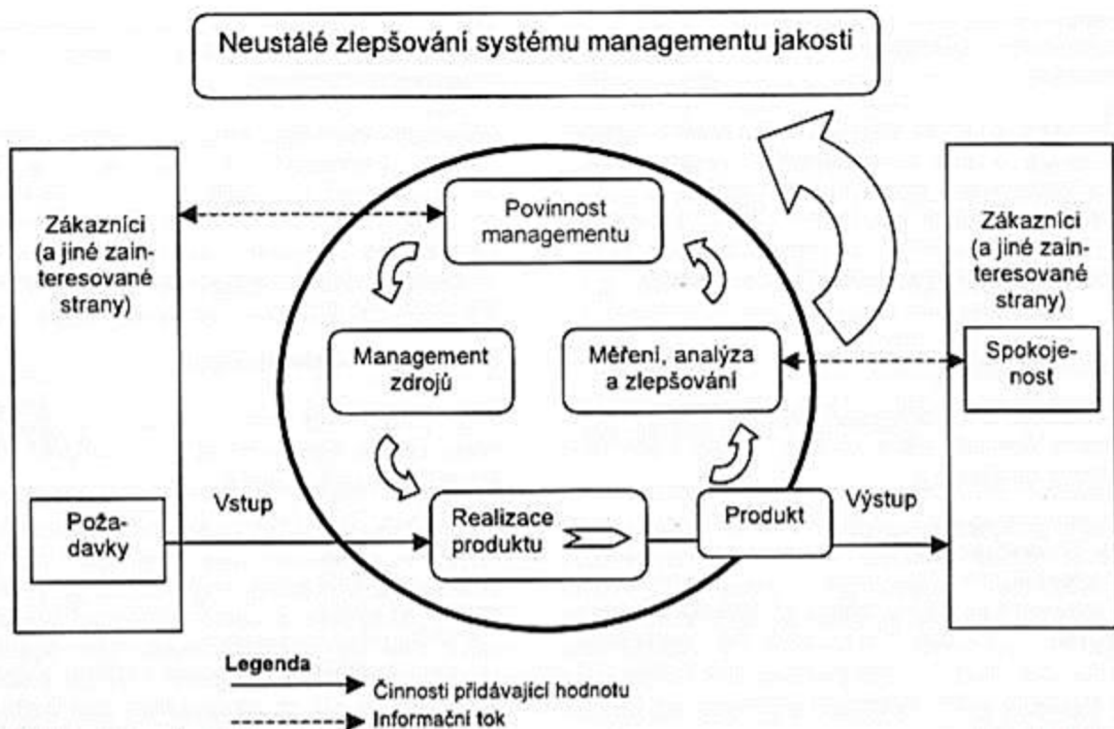 Neustálé zlepšování systému managementu jakosti
Zákazníci
(a jiné zain-
teresované
strany)
Povinnost
managementu
Zákazníci
(a jiné zain-
teresované
strany)
Management
zdrojů
Měření, analýza
a zlepšování
Spokoje-
nost
Poža-
davky
Vstup
Realizace
produktu
Produkt
Výstup
Legenda
Činnosti přidávající hodnotu
Informační tok